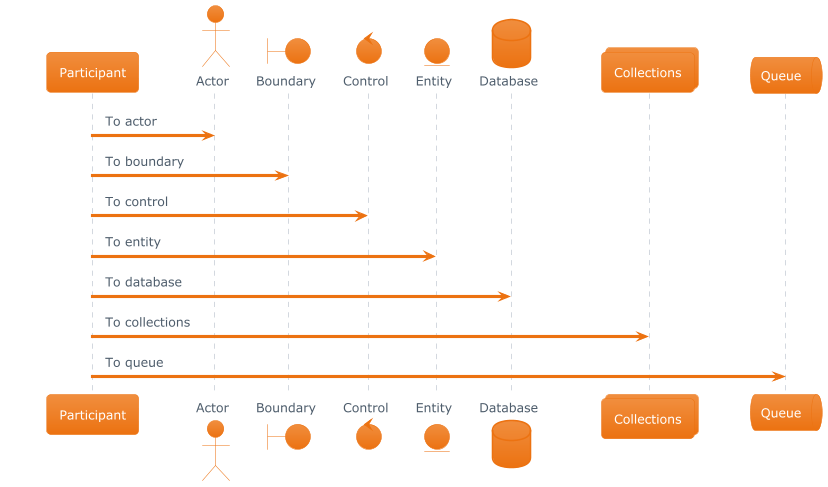 Participant
Actor
Boundary
Control
Entity
Database
Collections
Queue
To actor
To boundary
To control
To entity
To database
To collections
To queue
Participant
Actor
Boundary
Control
Entity
Database
Collections
Queue